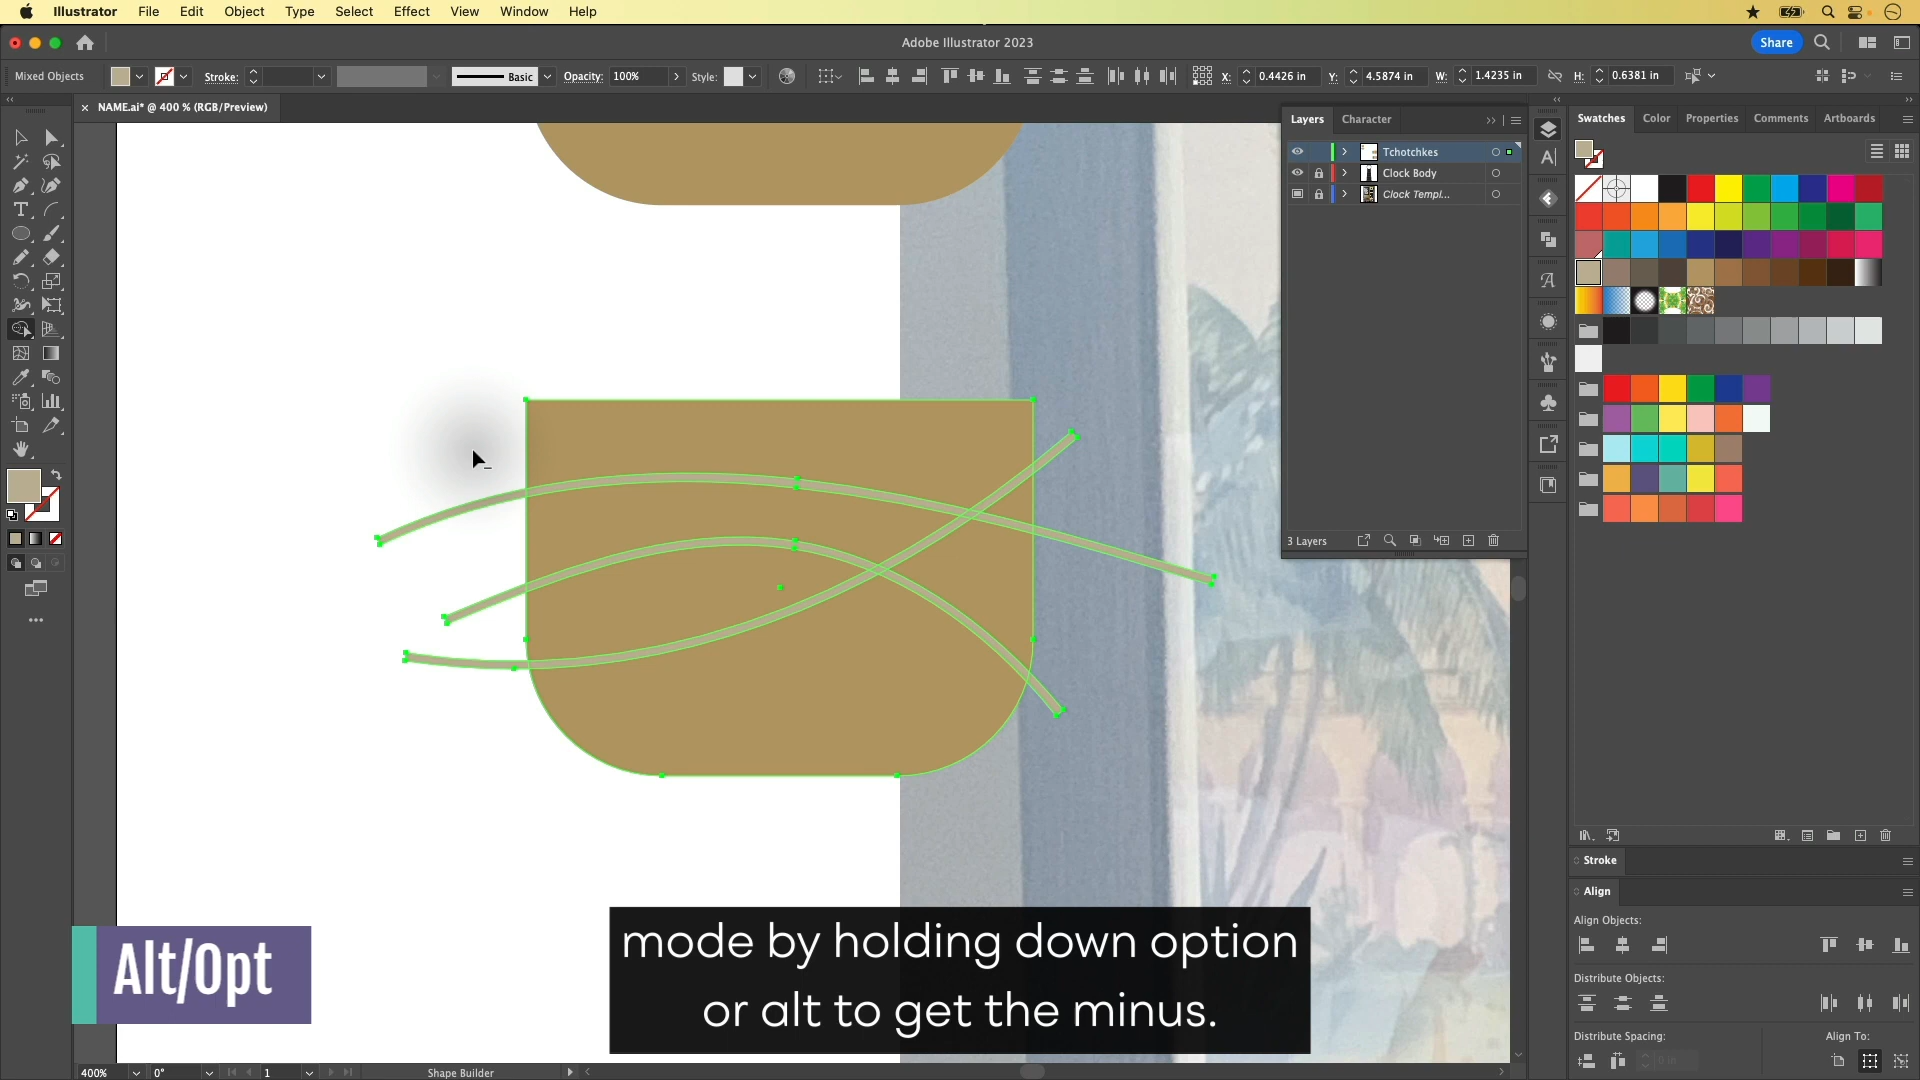 Illustrator File Edit Object Type Select Effect View Window Help
Adobe Illustrator 2023
Share
Mixed Objects Stroke: Basic Opacity: 100% Style: X: 0.4426 in Y: 4.5874 in W: 1.4235 in H: 0.6381 in
NAME.ai* @ 400 % (RGB/Preview)
Layers Character
Tchotchkes
Clock Body
Clock Templ...
3 Layers
Swatches Color Properties Comments Artboards
Stroke
Align
Align Objects:
Distribute Objects:
Distribute Spacing: Align To:
0 in
Alt/Opt
mode by holding down option
or alt to get the minus.
400% 0° 1 Shape Builder